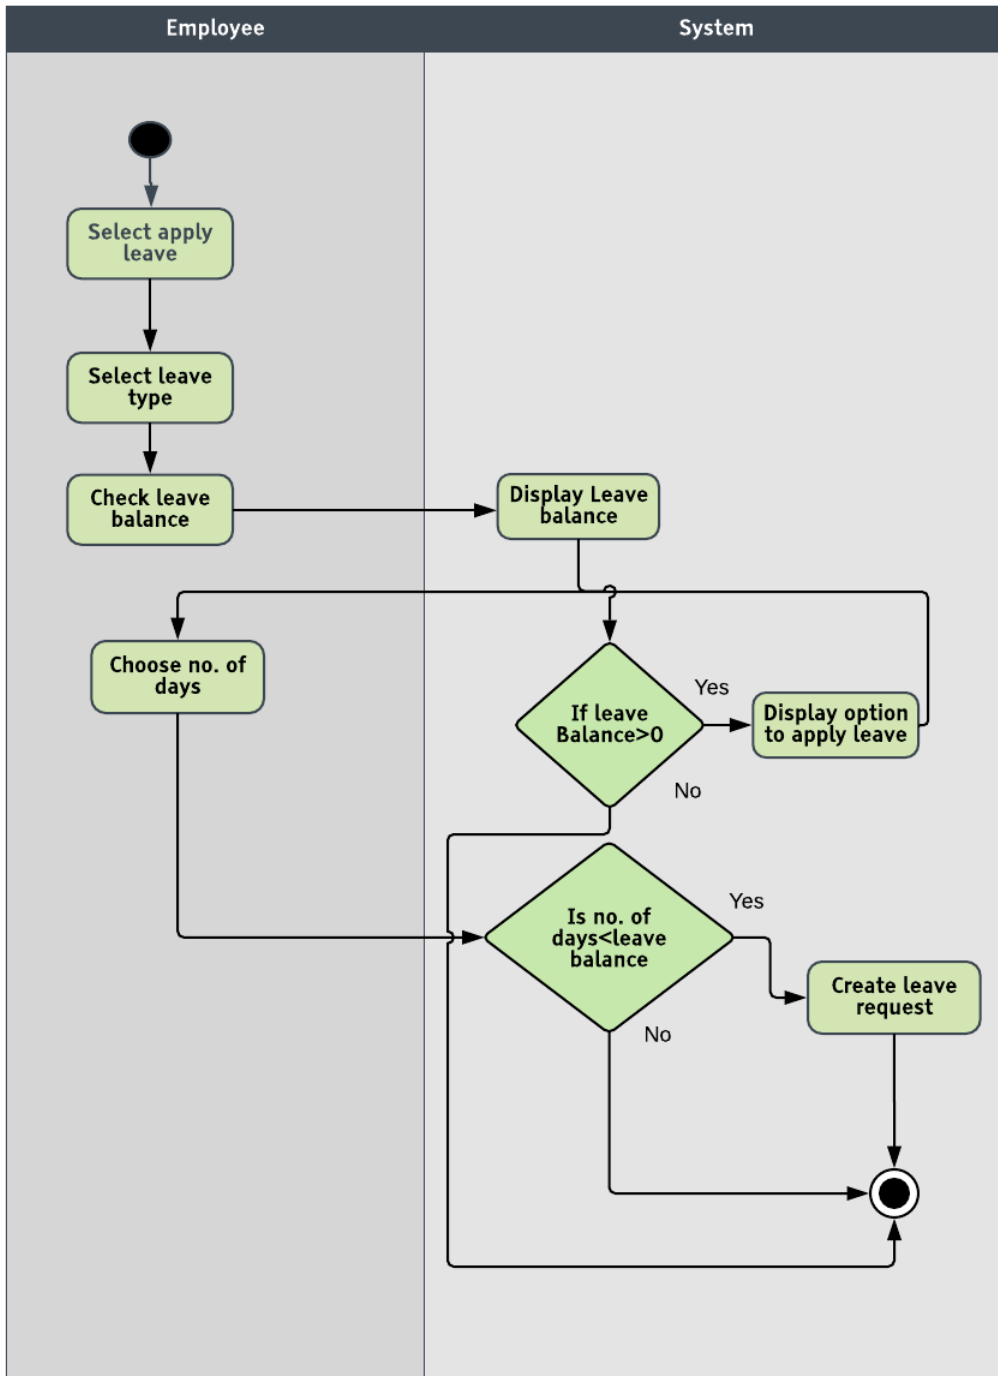 Employee
System
Select apply
leave
Select leave
type
Check leave
balance
Display Leave
balance
Choose no. of
days
If leave
Balance>0
Yes
Display option
to apply leave
No
Is no. of
days<leave
balance
Yes
Create leave
request
No